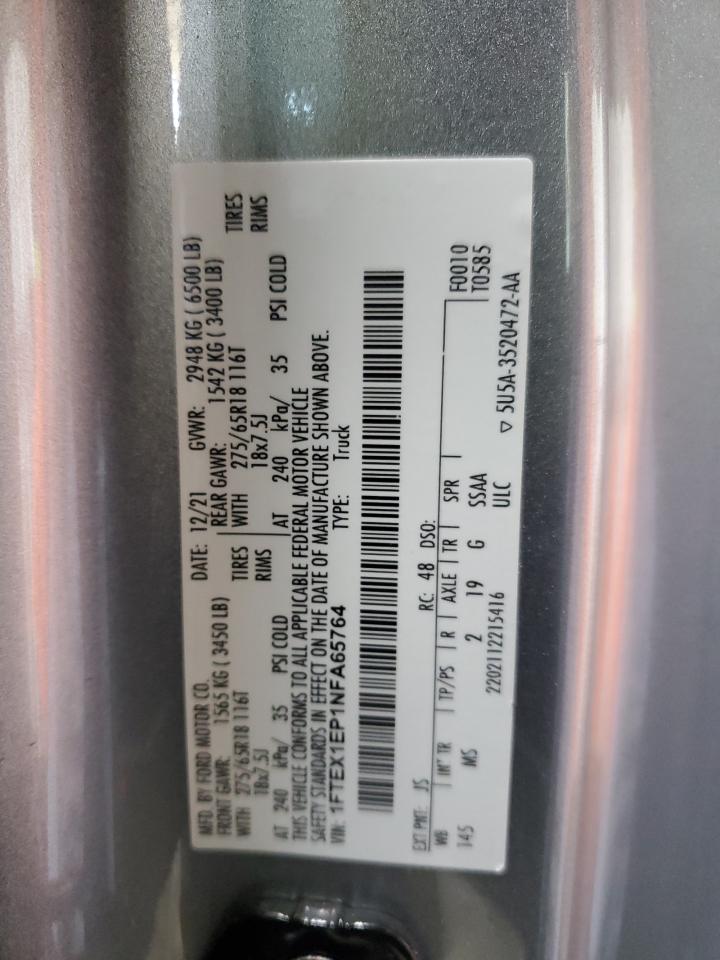 MFD. BY FORD MOTOR CO. DATE: 12/21 GVWR: 2948 KG ( 6500 LB)
FRONT GAWR: 1565 KG ( 3450 LB) REAR GAWR: 1542 KG ( 3400 LB)
WITH 275/65R18 116T TIRES WITH 275/65R18 116T TIRES
18x7.5J RIMS 18x7.5J RIMS
AT 240 kPa/ 35 PSI COLD AT 240 kPa/ 35 PSI COLD
THIS VEHICLE CONFORMS TO ALL APPLICABLE FEDERAL MOTOR VEHICLE
SAFETY STANDARDS IN EFFECT ON THE DATE OF MANUFACTURE SHOWN ABOVE.
VIN: 1FTEX1EP1NFA65764 TYPE: Truck
EXT PNT: JS RC: 48 DSO: F0010
WB INT TR TP/PS R AXLE TR SPR T0585
145 MS 2 19 G SSAA
2202112215416 ULC ▽ 5U5A-3520472-AA